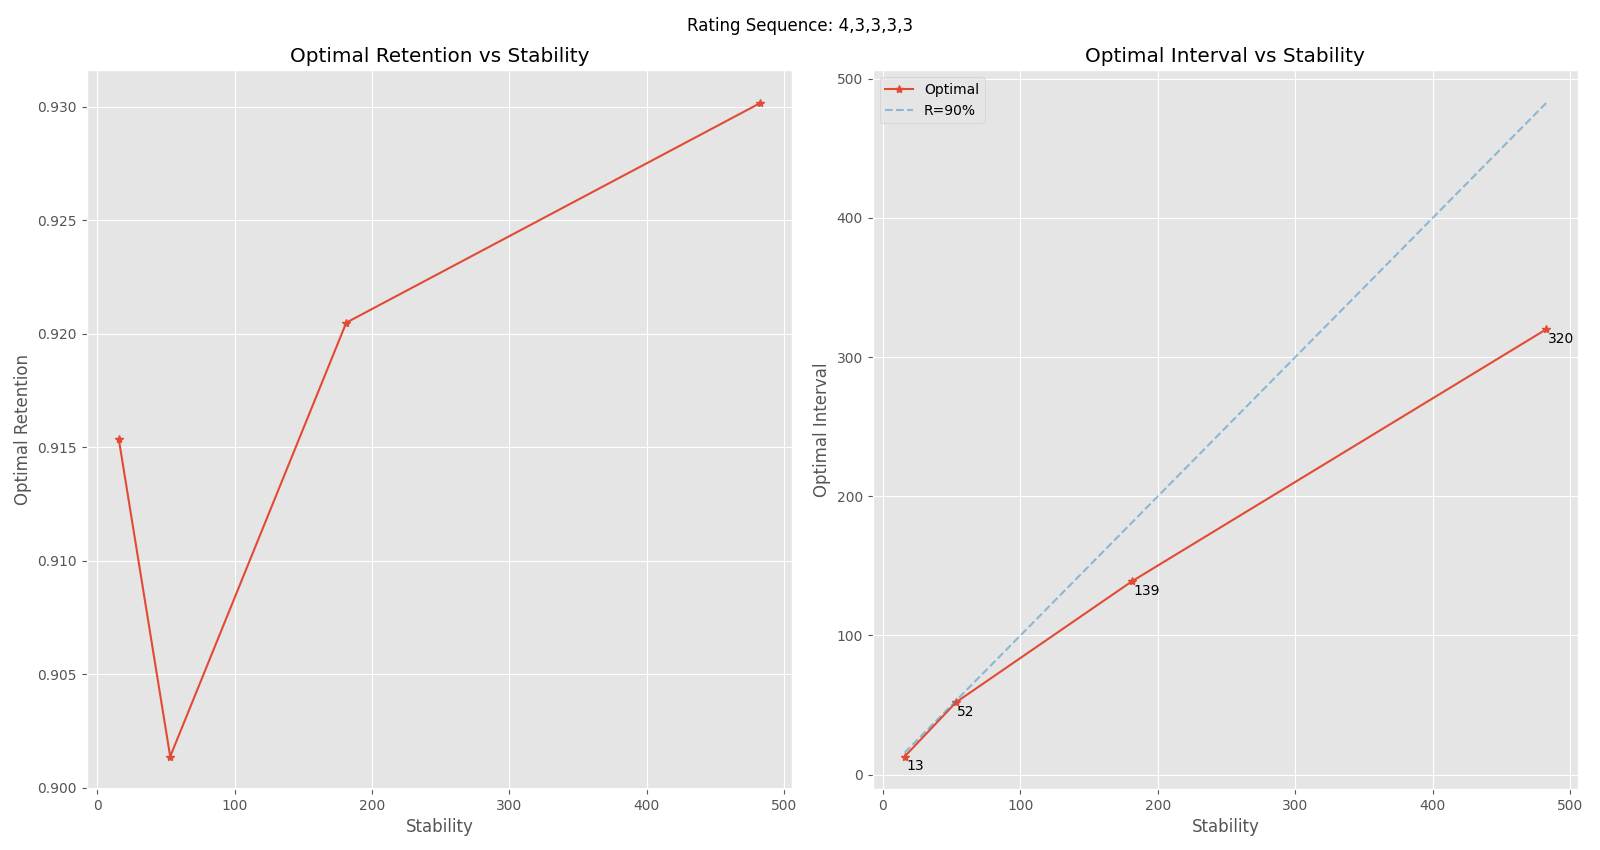 Rating Sequence: 4,3,3,3,3
Optimal Retention vs Stability
0.930
0.925
0.920
0.915
0.910
0.905
0.900
Optimal Retention
0 100 200 300 400 500
Stability
Optimal Interval vs Stability
Optimal
R=90%
500
400
300
200
100
0
Optimal Interval
13
52
139
320
0 100 200 300 400 500
Stability